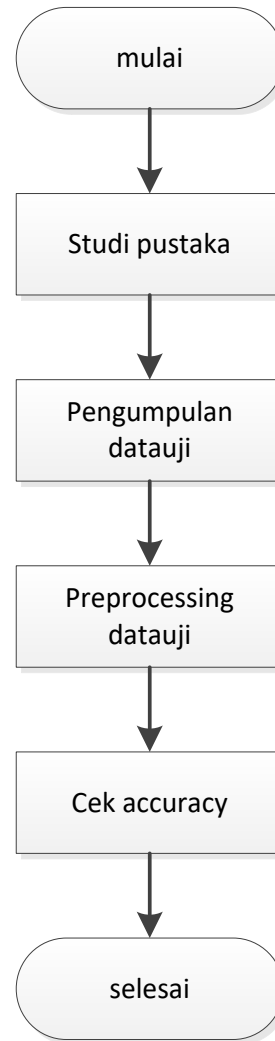 mulai
Studi pustaka
Pengumpulan
datauji
Preprocessing
datauji
Cek accuracy
selesai